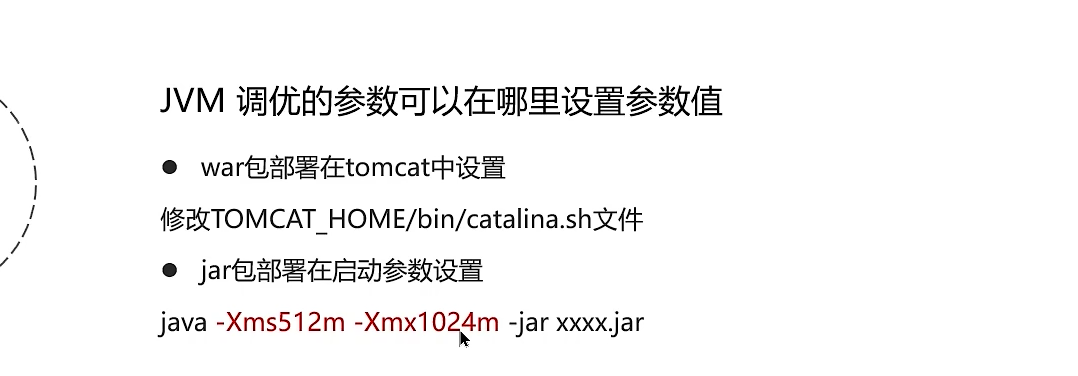 JVM 调优的参数可以在哪里设置参数值
● war包部署在tomcat中设置
修改TOMCAT_HOME/bin/catalina.sh文件
● jar包部署在启动参数设置
java -Xms512m -Xmx1024m -jar xxxx.jar